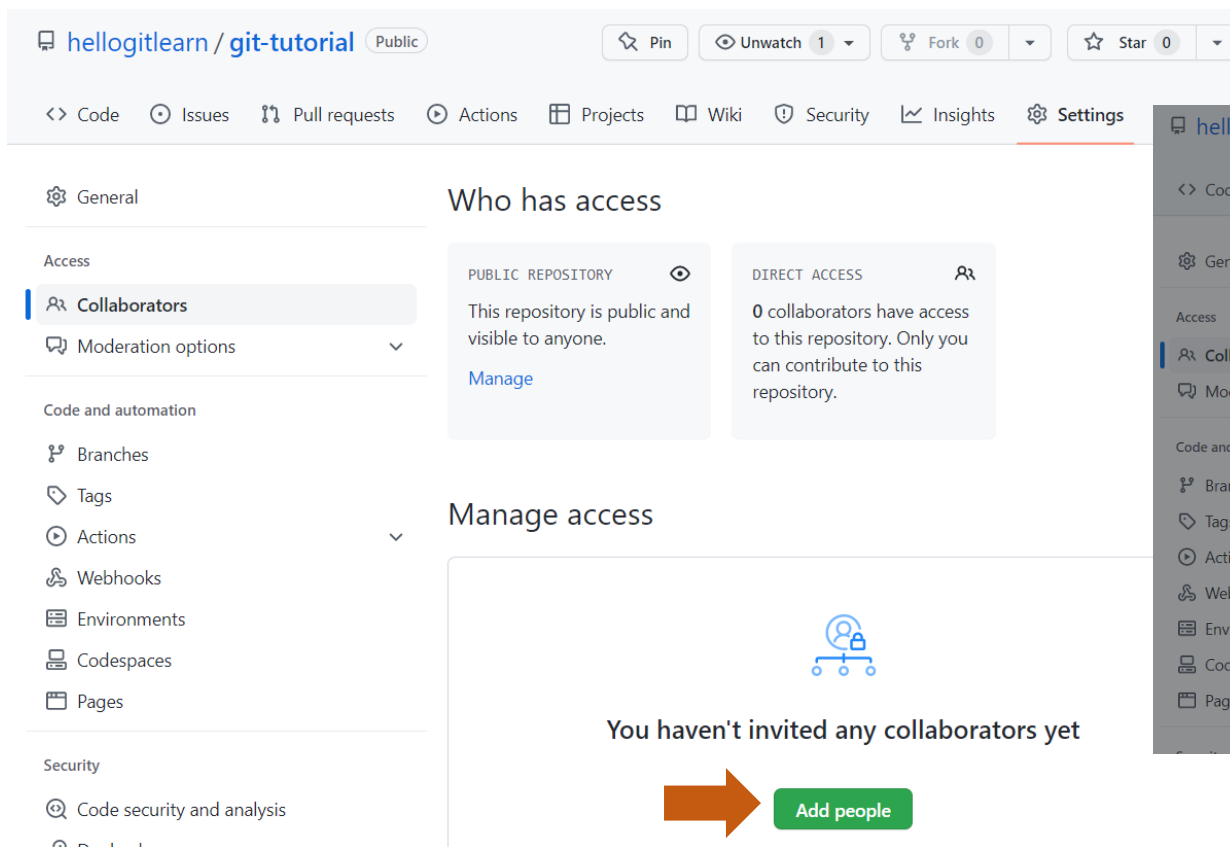 hellogitlearn / git-tutorial Public
Pin
Unwatch 1
Fork 0
Star 0
Code
Issues
Pull requests
Actions
Projects
Wiki
Security
Insights
Settings
General
Access
Collaborators
Moderation options
Code and automation
Branches
Tags
Actions
Webhooks
Environments
Codespaces
Pages
Security
Code security and analysis
Who has access
PUBLIC REPOSITORY
This repository is public and
visible to anyone.
Manage
DIRECT ACCESS
0 collaborators have access
to this repository. Only you
can contribute to this
repository.
Manage access
You haven't invited any collaborators yet
Add people
Access